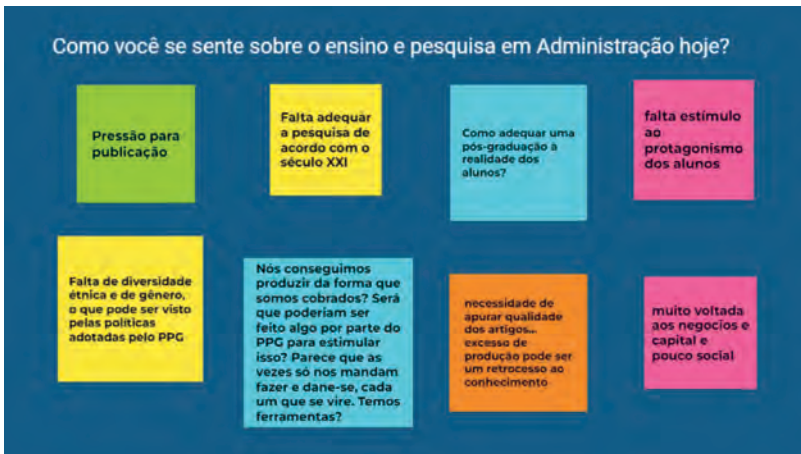 Como você se sente sobre o ensino e pesquisa em Administração hoje?
Pressão para
publicação
Falta adequar
a pesquisa de
acordo com o
século XXI
Como adequar uma
pós-graduação à
realidade dos
alunos?
falta estímulo
ao
protagonismo
dos alunos
Falta de diversidade
étnica e de gênero,
o que pode ser visto
pelas políticas
adotadas pelo PPG
Nós conseguimos
produzir da forma que
somos cobrados? Será
que poderiam ser
feito algo por parte do
PPG para estimular
isso? Parece que as
vezes só nos mandam
fazer e dane-se, cada
um que se vire. Temos
ferramentas?
necessidade de
apurar qualidade
dos artigos...
excesso de
produção pode ser
um retrocesso ao
conhecimento
muito voltada
aos negocios e
capital e
pouco social